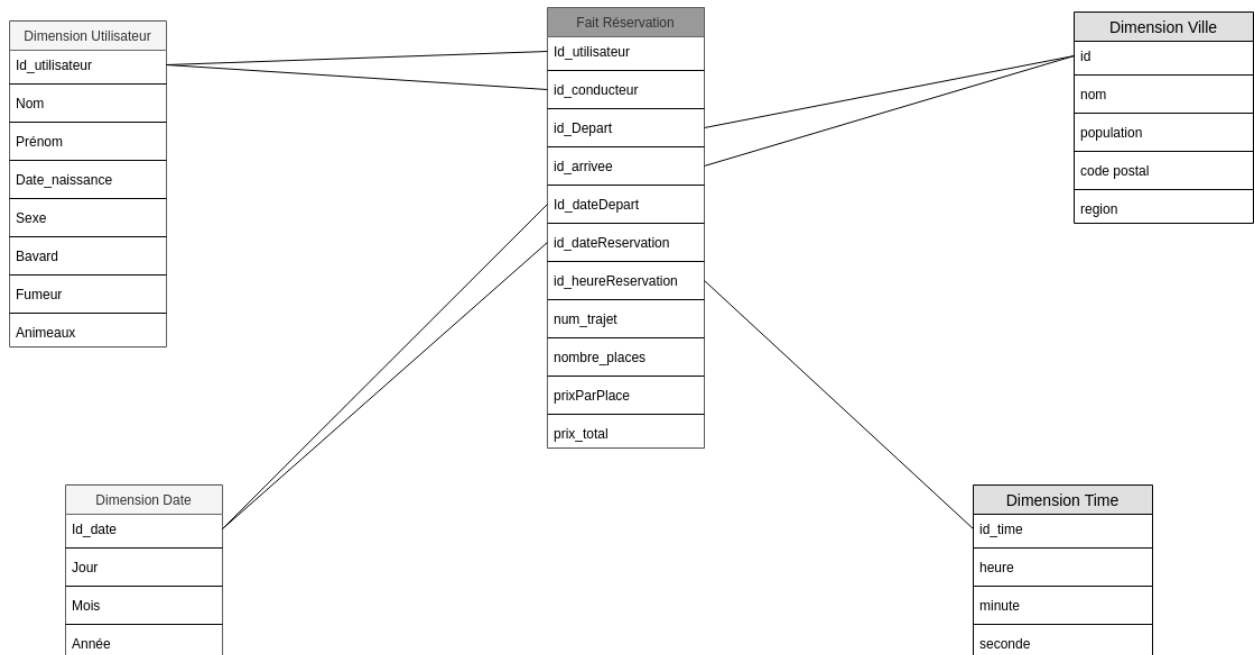 Dimension Utilisateur
Id_utilisateur
Nom
Prénom
Date_naissance
Sexe
Bavard
Fumeur
Animeaux
Fait Réservation
Id_utilisateur
id_conducteur
id_Depart
id_arrivee
Id_dateDepart
id_dateReservation
id_heureReservation
num_trajet
nombre_places
prixParPlace
prix_total
Dimension Ville
id
nom
population
code postal
region
Dimension Date
Id_date
Jour
Mois
Année
Dimension Time
id_time
heure
minute
seconde